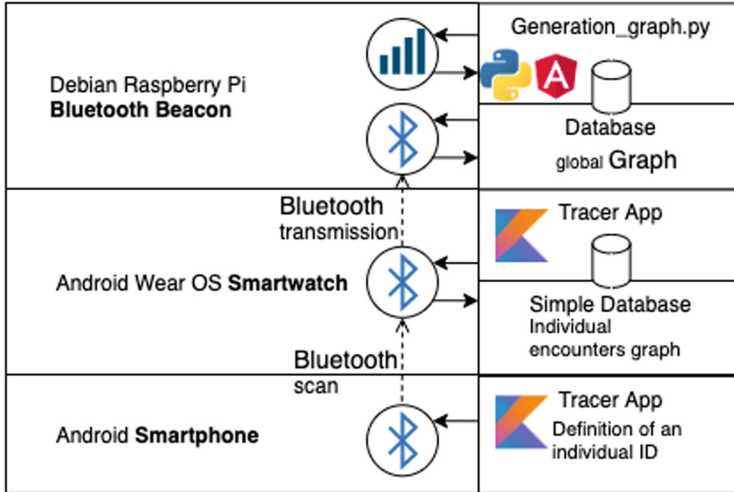 Generation_graph.py
Debian Raspberry Pi
Bluetooth Beacon
A
Database
global Graph
Bluetooth
transmission
Tracer App
Android Wear OS Smartwatch
Simple Database
Individual
encounters graph
Bluetooth
scan
Tracer App
Android Smartphone
Definition of an
individual ID